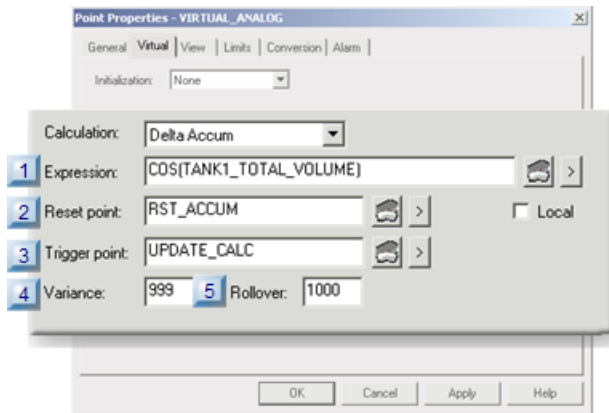 Point Properties - VIRTUAL_ANALOG
General Virtual View Limits Conversion Alarm
Initialization: None
Calculation: Delta Accum
1 Expression: COS(TANK1_TOTAL_VOLUME) >
2 Reset point: RST_ACCUM > Local
3 Trigger point: UPDATE_CALC >
4 Variance: 999 5 Rollover: 1000
OK Cancel Apply Help